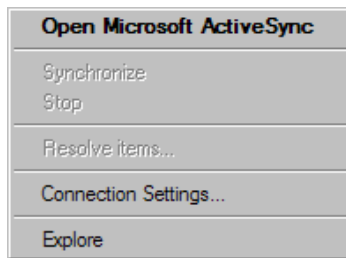 Open Microsoft ActiveSync
Synchronize
Stop
Resolve items...
Connection Settings...
Explore